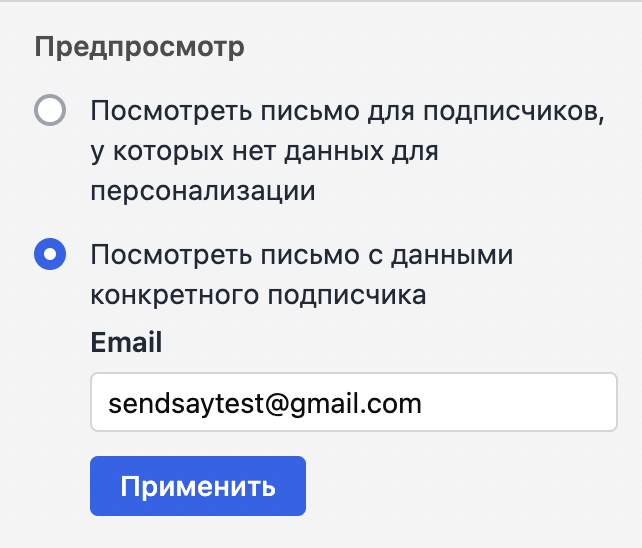 Предпросмотр
Посмотреть письмо для подписчиков,
у которых нет данных для
персонализации
Посмотреть письмо с данными
конкретного подписчика
Email
sendsaytest@gmail.com
Применить